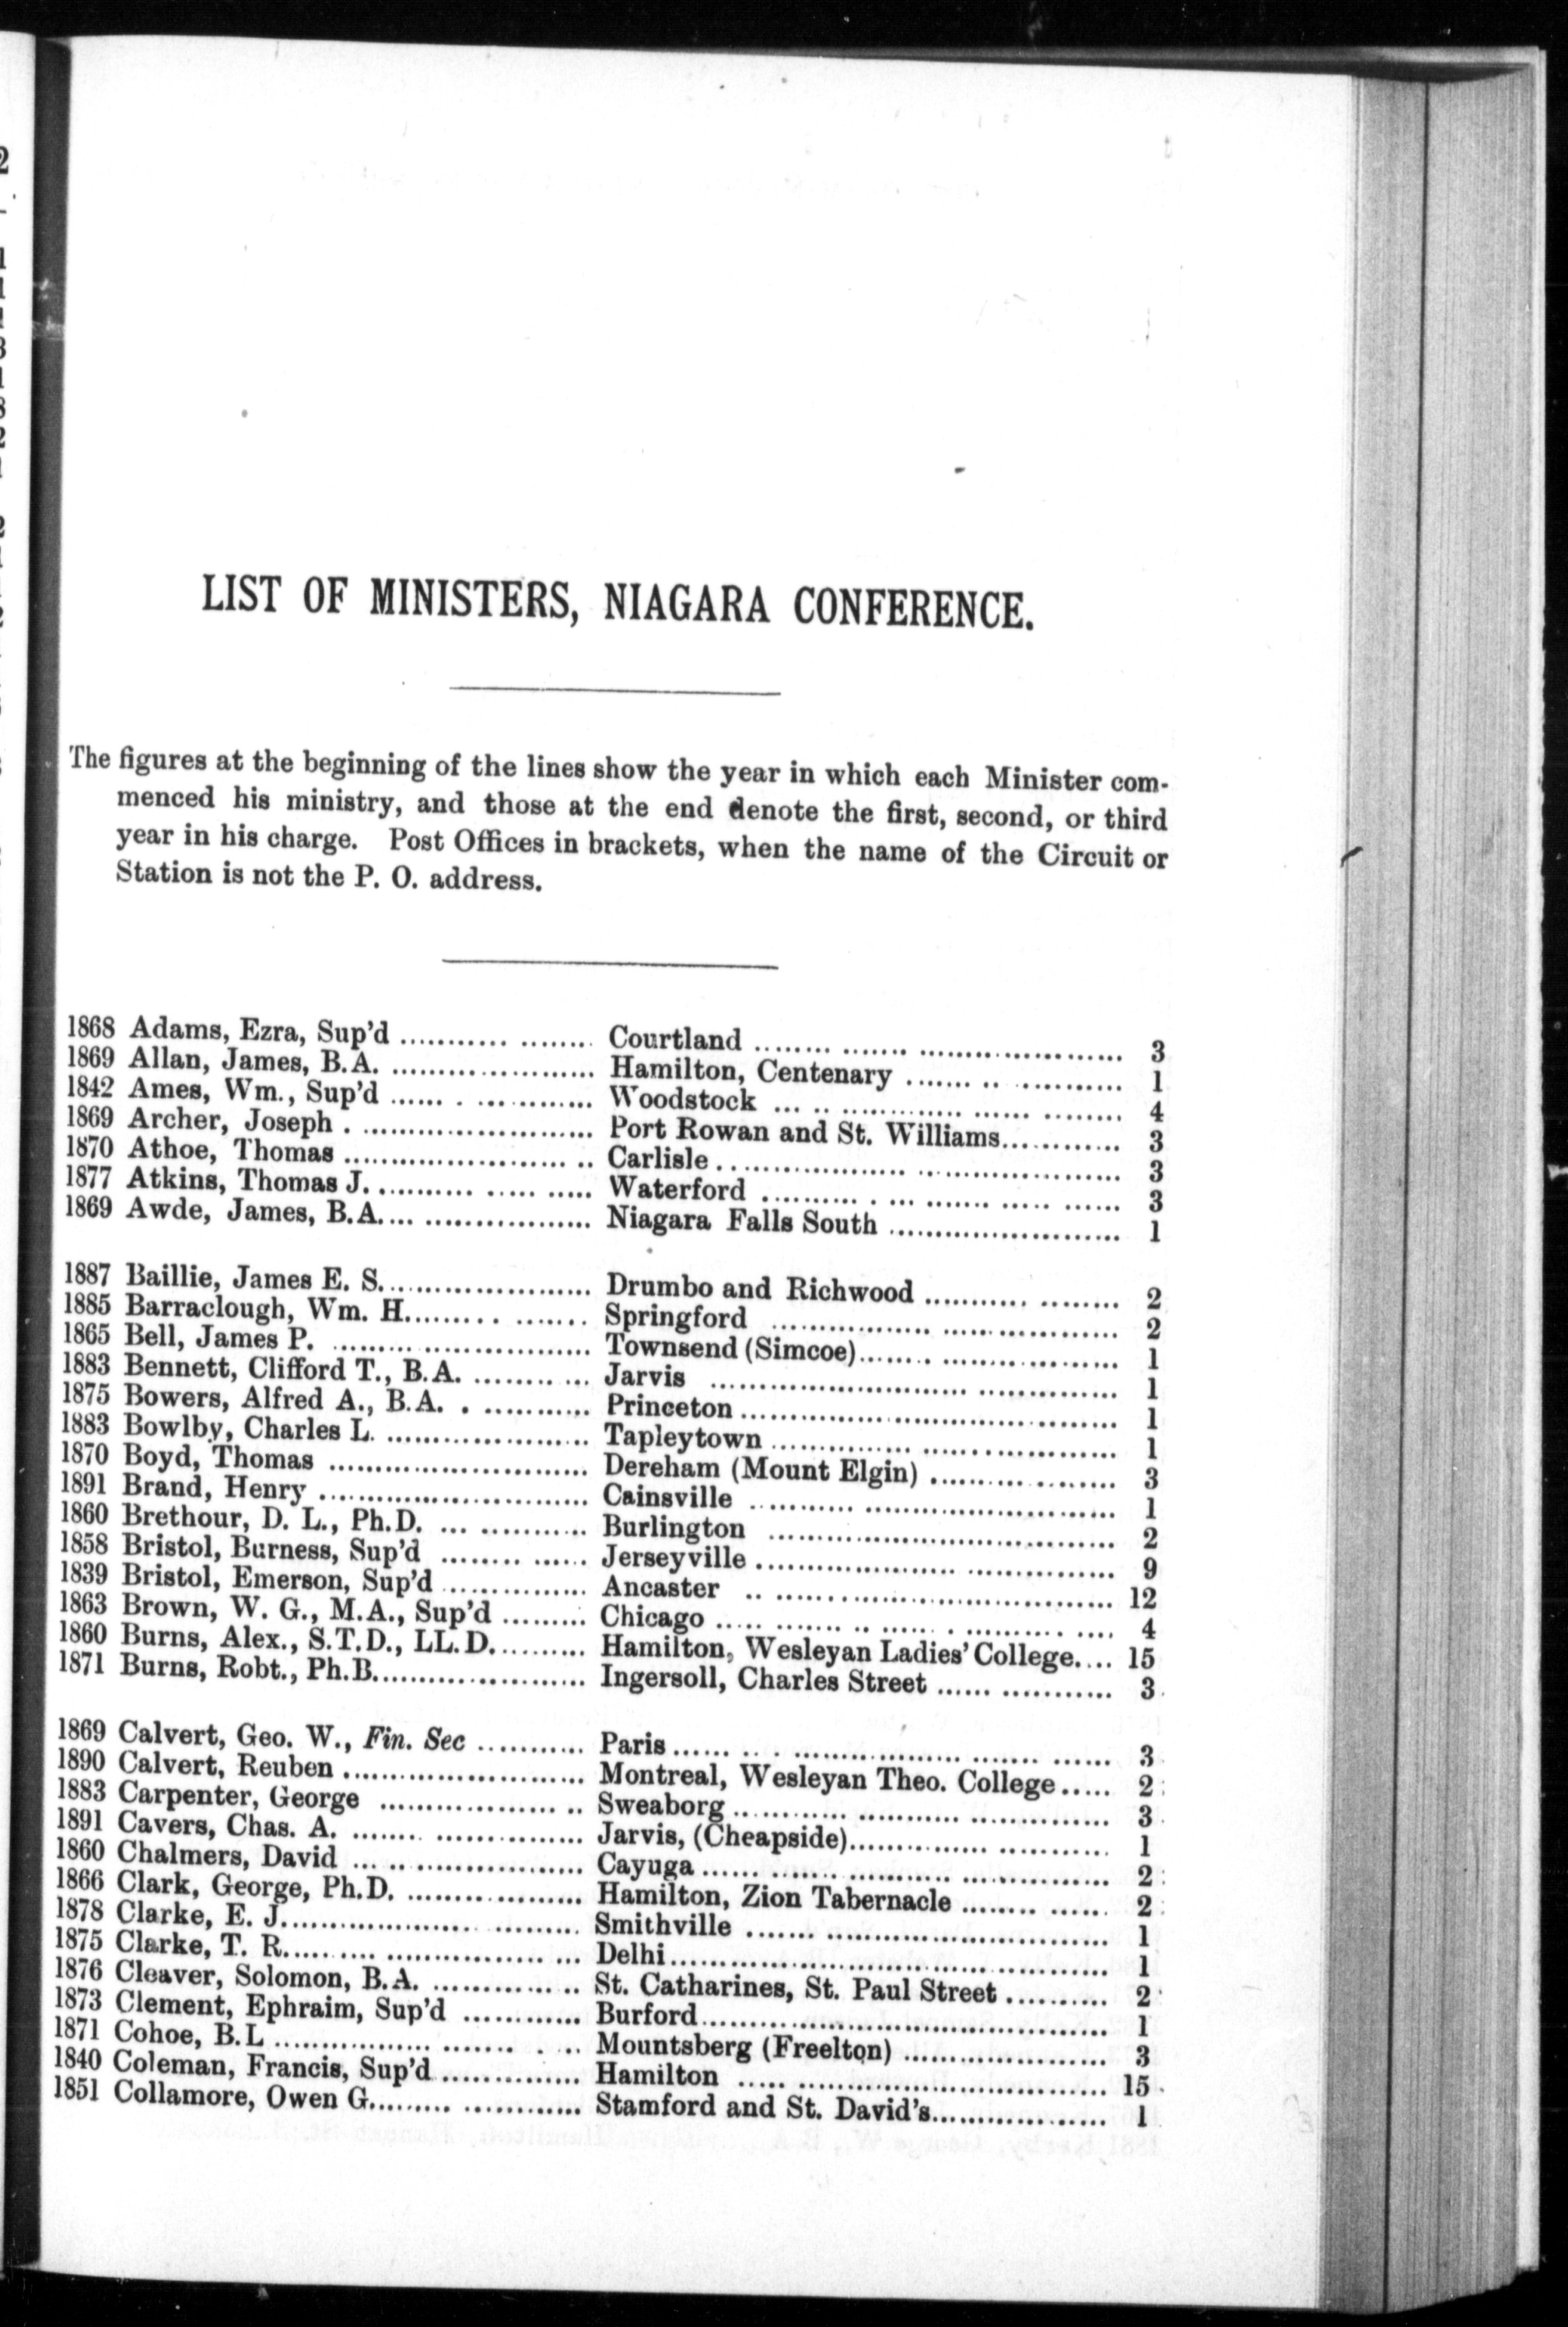 LIST OF MINISTERS, NIAGARA CONFERENCE.
The figures at the beginning of the lines show the year in which each Minister com-
menced his ministry, and those at the end denote the first, second, or third
year in his charge. Post Offices in brackets, when the name of the Circuit or
Station is not the P. O. address.
1868 Adams, Ezra, Sup'd .......... Courtland .......... 3
1869 Allan, James, B.A. .......... Hamilton, Centenary .......... 1
1842 Ames, Wm., Sup'd .......... Woodstock .......... 4
1869 Archer, Joseph .......... Port Rowan and St. Williams .......... 3
1870 Athoe, Thomas .......... Carlisle .......... 3
1877 Atkins, Thomas J. .......... Waterford .......... 3
1869 Awde, James, B.A. .......... Niagara Falls South .......... 1
1887 Baillie, James E. S. .......... Drumbo and Richwood .......... 2
1885 Barraclough, Wm. H. .......... Springford .......... 2
1865 Bell, James P. .......... Townsend (Simcoe) .......... 1
1883 Bennett, Clifford T., B.A. .......... Jarvis .......... 1
1875 Bowers, Alfred A., B.A. .......... Princeton .......... 1
1883 Bowlby, Charles L. .......... Tapleytown .......... 1
1870 Boyd, Thomas .......... Dereham (Mount Elgin) .......... 3
1891 Brand, Henry .......... Cainsville .......... 1
1860 Brethour, D. L., Ph.D. .......... Burlington .......... 2
1858 Bristol, Burness, Sup'd .......... Jerseyville .......... 9
1839 Bristol, Emerson, Sup'd .......... Ancaster .......... 12
1863 Brown, W. G., M.A., Sup'd .......... Chicago .......... 4
1860 Burns, Alex., S.T.D., LL.D. .......... Hamilton, Wesleyan Ladies' College .... 15
1871 Burns, Robt., Ph.B. .......... Ingersoll, Charles Street .......... 3
1869 Calvert, Geo. W., Fin. Sec .......... Paris .......... 3
1890 Calvert, Reuben .......... Montreal, Wesleyan Theo. College ..... 2
1883 Carpenter, George .......... Sweaborg .......... 3
1891 Cavers, Chas. A. .......... Jarvis, (Cheapside) .......... 1
1860 Chalmers, David .......... Cayuga .......... 2
1866 Clark, George, Ph.D. .......... Hamilton, Zion Tabernacle .......... 2
1878 Clarke, E. J. .......... Smithville .......... 1
1875 Clarke, T. R. .......... Delhi .......... 1
1876 Cleaver, Solomon, B.A. .......... St. Catharines, St. Paul Street .......... 2
1873 Clement, Ephraim, Sup'd .......... Burford .......... 1
1871 Cohoe, B. L .......... Mountsberg (Freelton) .......... 3
1840 Coleman, Francis, Sup'd .......... Hamilton .......... 15
1851 Collamore, Owen G. .......... Stamford and St. David's .......... 1